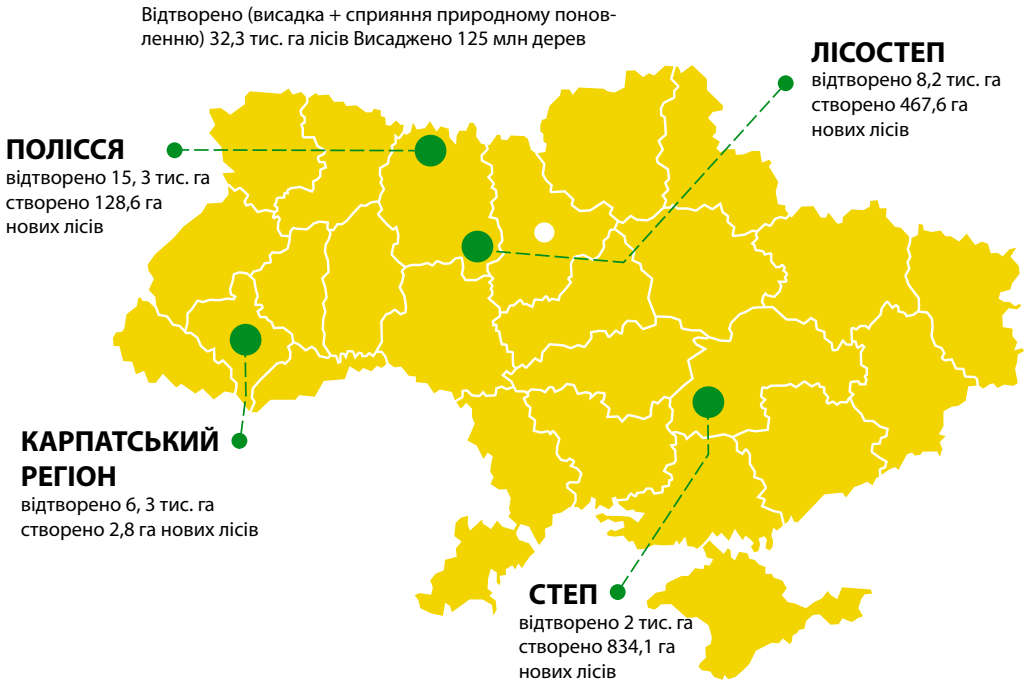 Відтворено (висадка + сприяння природному понов-
ленню) 32,3 тис. га лісів Висаджено 125 млн дерев
ЛІСОСТЕП
відтворено 8,2 тис. га
створено 467,6 га
нових лісів
ПОЛІССЯ
відтворено 15, 3 тис. га
створено 128,6 га
нових лісів
КАРПАТСЬКИЙ
РЕГІОН
відтворено 6, 3 тис. га
створено 2,8 га нових лісів
СТЕП
відтворено 2 тис. га
створено 834,1 га
нових лісів